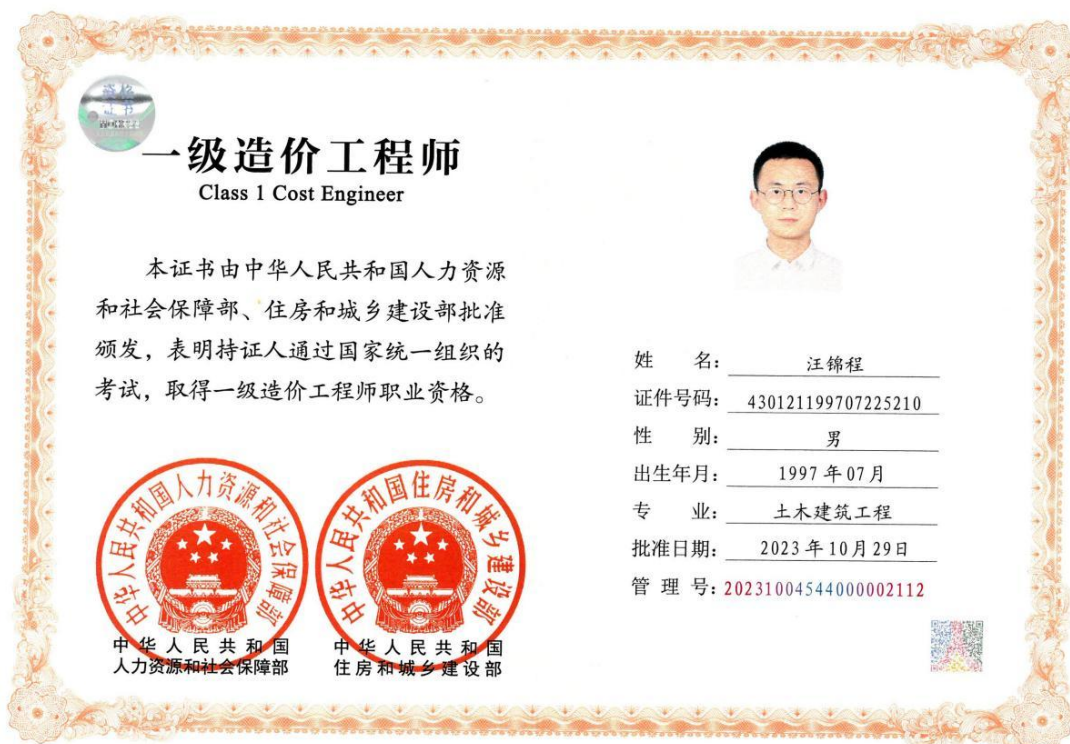 资格
证书
一级造价工程师
Class 1 Cost Engineer
本证书由中华人民共和国人力资源
和社会保障部、住房和城乡建设部批准
颁发，表明持证人通过国家统一组织的
考试，取得一级造价工程师职业资格。
中华人民共和国人力资源和社会保障部
中华人民共和国
人力资源和社会保障部
中华人民共和国住房和城乡建设部
中华人民共和国
住房和城乡建设部
姓 名： 汪锦程
证件号码： 430121199707225210
性 别： 男
出生年月： 1997年07月
专 业： 土木建筑工程
批准日期： 2023年10月29日
管 理 号：20231004544000002112